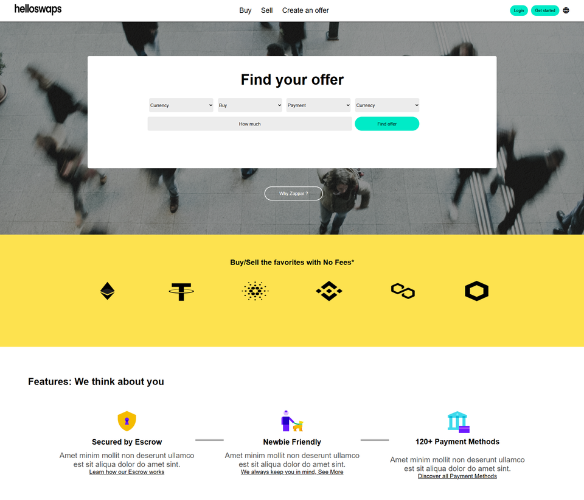 helloswaps
Buy Sell Create an offer
Login Get started
Find your offer
Currency Buy Payment Currency
How much Find offer
Why Zappix ?
Buy/Sell the favorites with No Fees*
Features: We think about you
Secured by Escrow
Amet minim mollit non deserunt ullamco
est sit aliqua dolor do amet sint.
Learn how our Escrow works
Newbie Friendly
Amet minim mollit non deserunt ullamco
est sit aliqua dolor do amet sint.
We always keep you in mind, See More
120+ Payment Methods
Amet minim mollit non deserunt ullamco
est sit aliqua dolor do amet sint.
Discover all Payment Methods